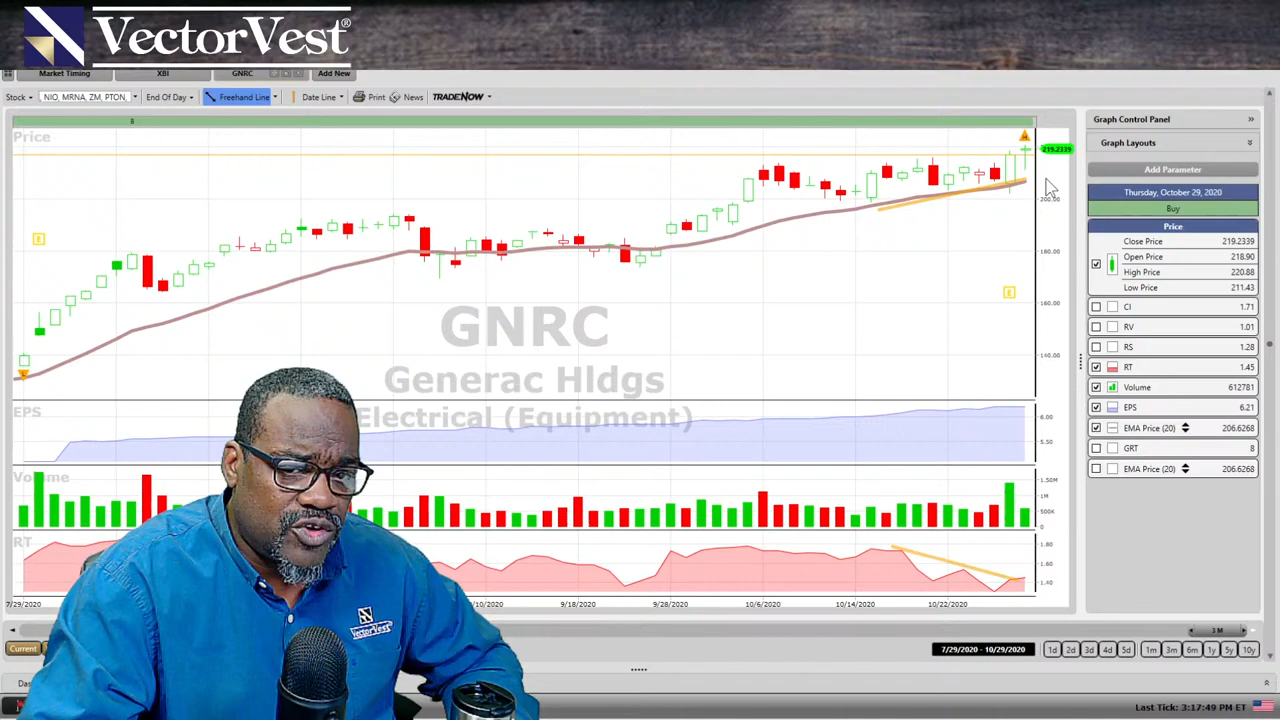 VectorVest®
Market Timing XBI GNRC Add New
Stock NIO, MRNA, ZM, PTON, End Of Day Freehand Line Date Line Print News TRADENOW
B
Price
219.2339
200.00
180.00
160.00
140.00
E
E
GNRC
Generac Hldgs
Electrical (Equipment)
EPS
6.00
5.50
Volume
1.50M
1M
500K
0
RT
1.80
1.60
1.40
7/29/2020 9/18/2020 9/28/2020 10/6/2020 10/14/2020 10/22/2020
3 M
Current
7/29/2020 - 10/29/2020 1d 2d 3d 4d 5d 1m 3m 6m 1y 5y 10y
Graph Control Panel
Graph Layouts
Add Parameter
Thursday, October 29, 2020
Buy
Price
Close Price 219.2339
Open Price 218.90
High Price 220.88
Low Price 211.43
CI 1.71
RV 1.01
RS 1.28
RT 1.45
Volume 612781
EPS 6.21
EMA Price (20) 206.6268
GRT 8
EMA Price (20) 206.6268
VectorVest
Last Tick: 3:17:49 PM ET